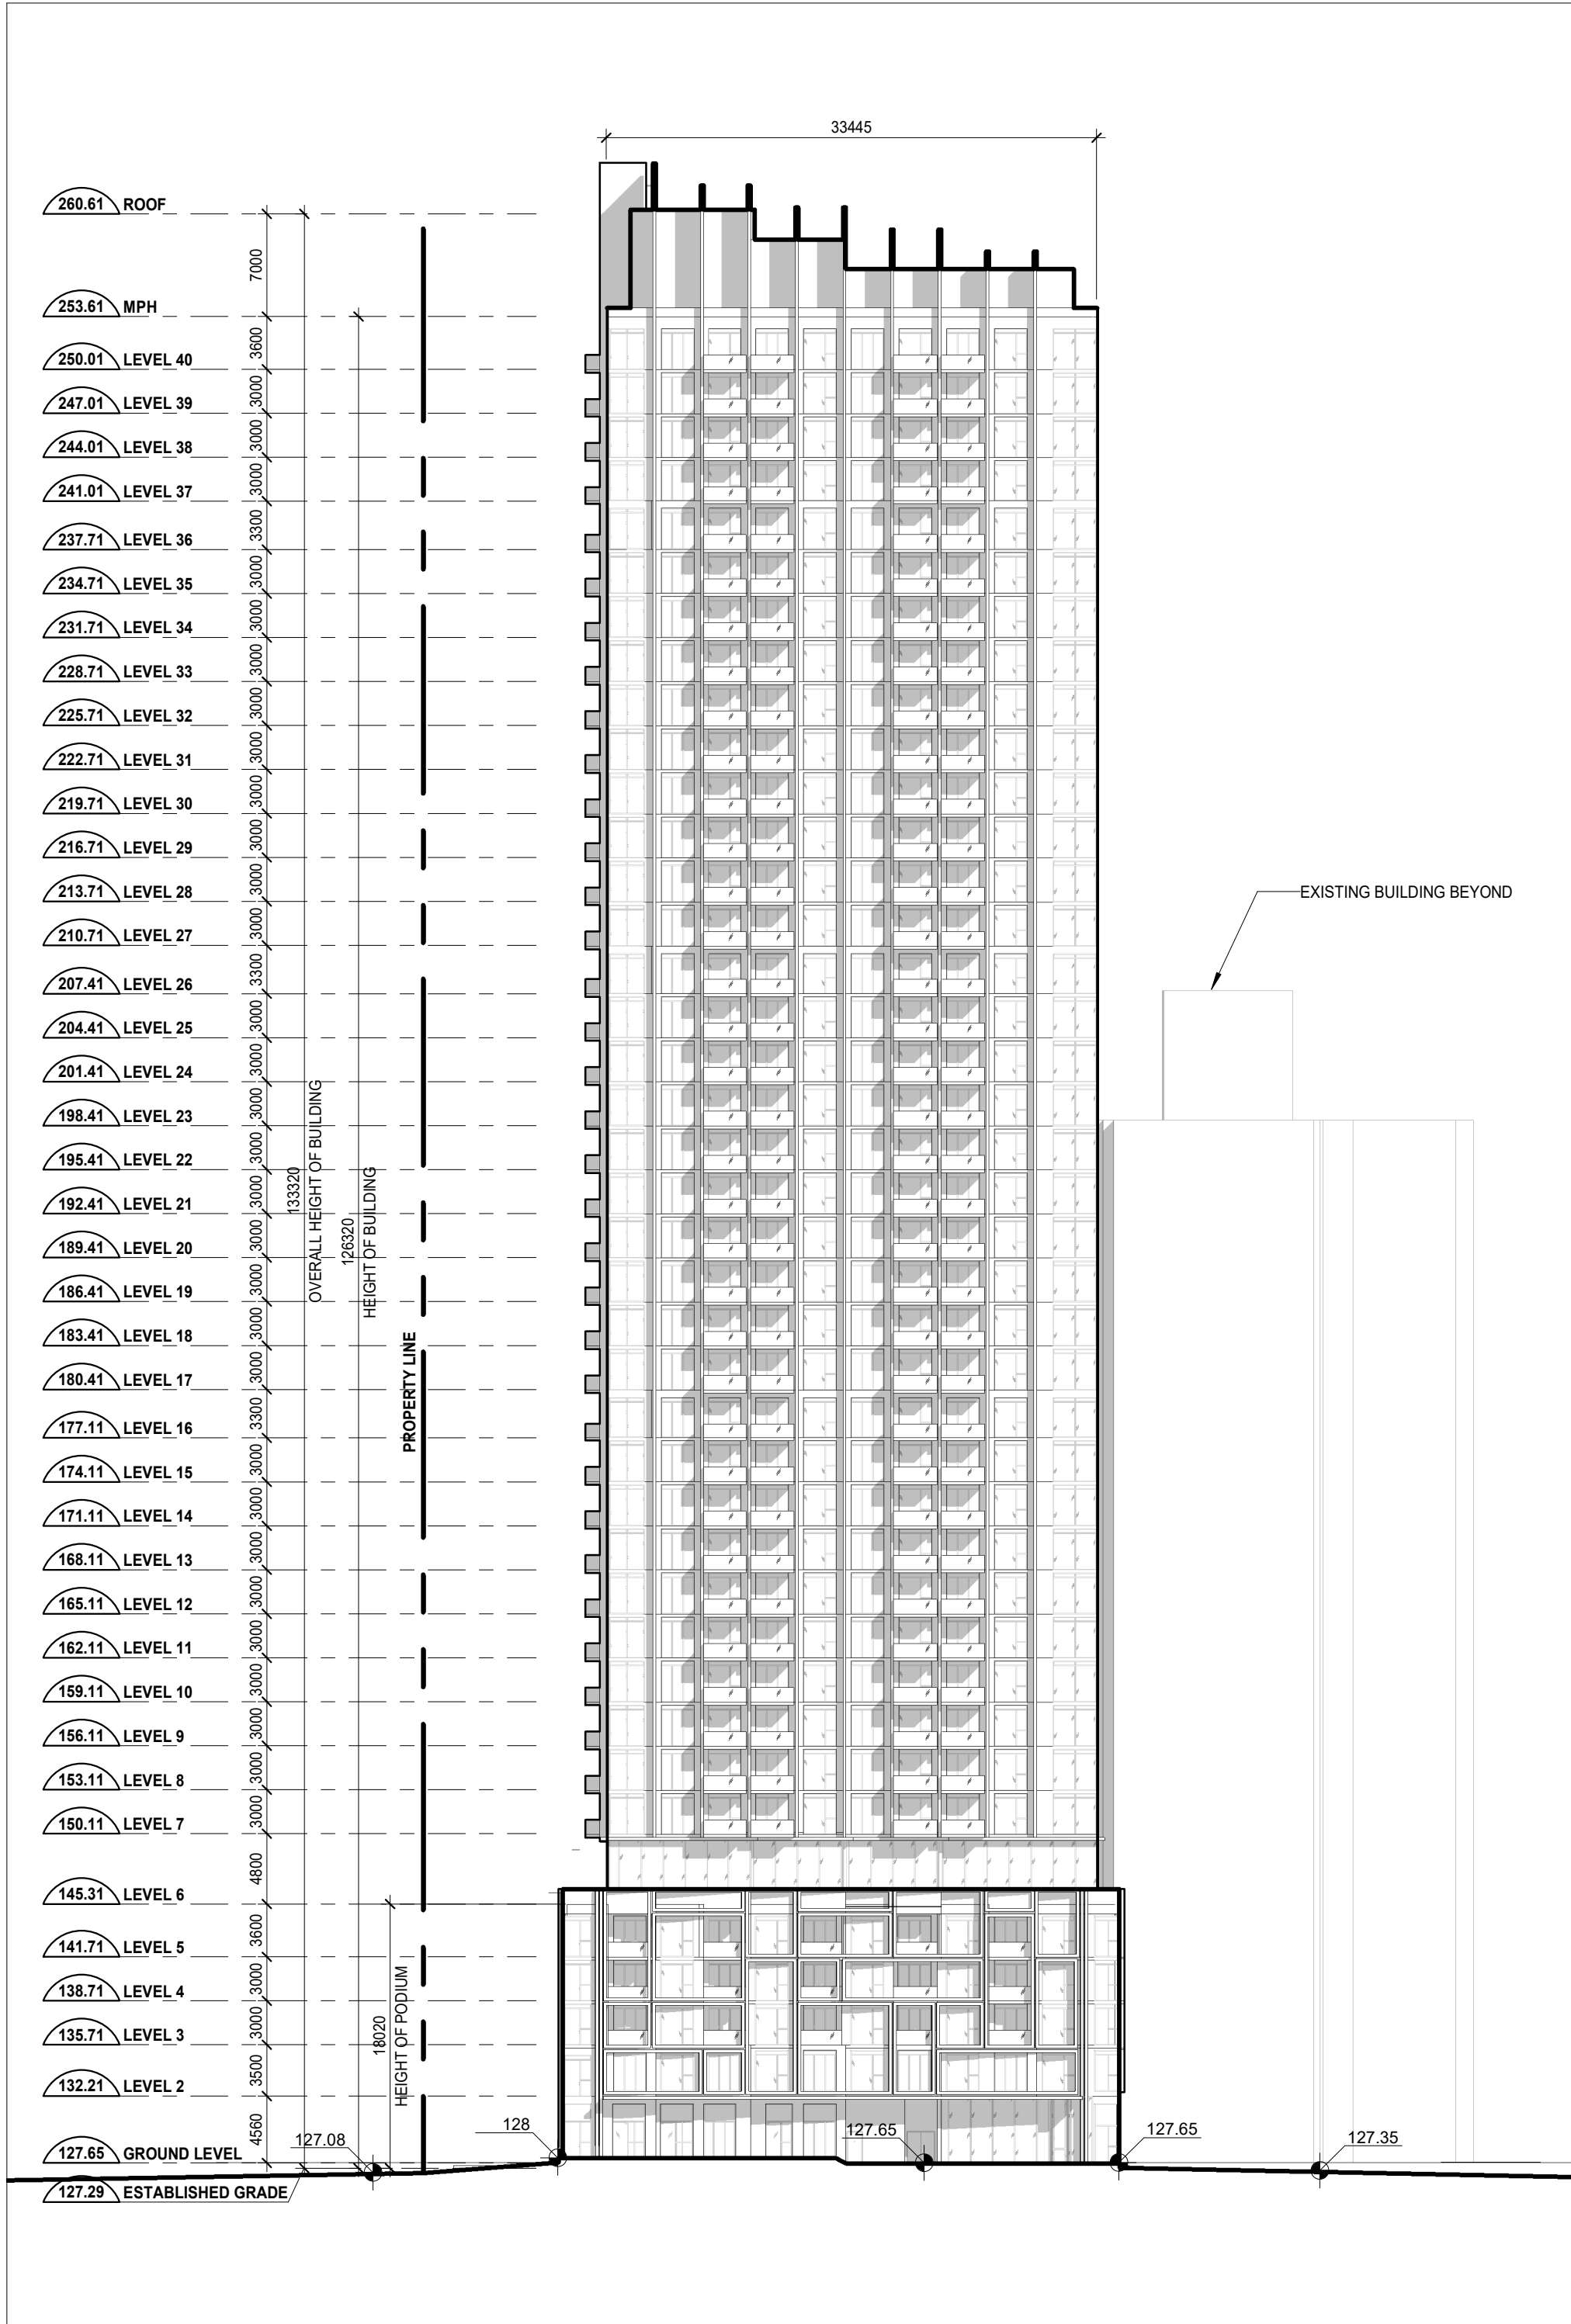 33445
260.61 ROOF
7000
253.61 MPH
3600
250.01 LEVEL 40
3000
247.01 LEVEL 39
3000
244.01 LEVEL 38
3000
241.01 LEVEL 37
3300
237.71 LEVEL 36
3000
234.71 LEVEL 35
3000
231.71 LEVEL 34
3000
228.71 LEVEL 33
3000
225.71 LEVEL 32
3000
222.71 LEVEL 31
3000
219.71 LEVEL 30
3000
216.71 LEVEL 29
3000
213.71 LEVEL 28
EXISTING BUILDING BEYOND
3000
210.71 LEVEL 27
3300
207.41 LEVEL 26
3000
204.41 LEVEL 25
3000
201.41 LEVEL 24
3000
198.41 LEVEL 23
3000
195.41 LEVEL 22
3000
192.41 LEVEL 21
3000
189.41 LEVEL 20
3000
186.41 LEVEL 19
3000
183.41 LEVEL 18
3000
180.41 LEVEL 17
3300
177.11 LEVEL 16
3000
174.11 LEVEL 15
3000
171.11 LEVEL 14
3000
168.11 LEVEL 13
3000
165.11 LEVEL 12
3000
162.11 LEVEL 11
3000
159.11 LEVEL 10
3000
156.11 LEVEL 9
3000
153.11 LEVEL 8
3000
150.11 LEVEL 7
4800
145.31 LEVEL 6
3600
141.71 LEVEL 5
3000
138.71 LEVEL 4
3000
135.71 LEVEL 3
3500
132.21 LEVEL 2
4560
127.65 GROUND LEVEL
127.29 ESTABLISHED GRADE
133320
OVERALL HEIGHT OF BUILDING
126320
HEIGHT OF BUILDING
PROPERTY LINE
18020
HEIGHT OF PODIUM
127.08
128
127.65
127.65
127.35